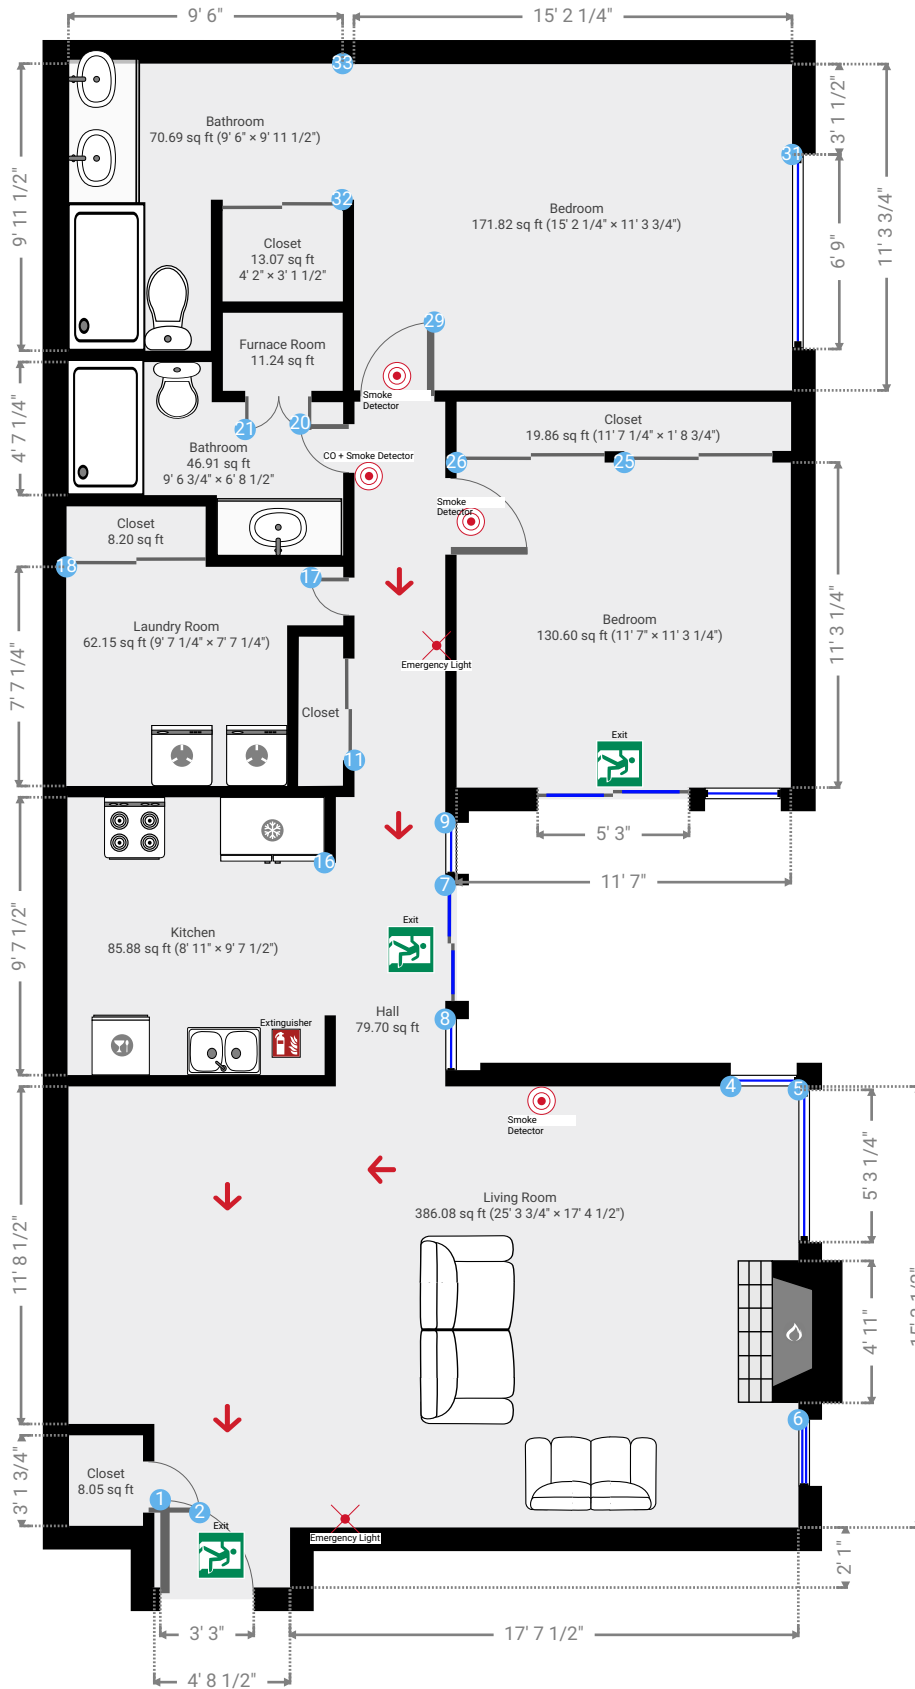 9' 6"
15' 2 1/4"
33
Bathroom
70.69 sq ft (9' 6" × 9' 11 1/2")
3' 1 1/2"
31
9' 11 1/2"
32
Bedroom
171.82 sq ft (15' 2 1/4" × 11' 3 3/4")
6' 9"
11' 3 3/4"
Closet
13.07 sq ft
4' 2" × 3' 1 1/2"
29
Furnace Room
11.24 sq ft
Smoke
Detector
4' 7 1/4"
21
20
Closet
19.86 sq ft (11' 7 1/4" × 1' 8 3/4")
Bathroom
46.91 sq ft
9' 6 3/4" × 6' 8 1/2"
CO + Smoke Detector
26
25
Smoke
Detector
Closet
8.20 sq ft
18
17
Laundry Room
62.15 sq ft (9' 7 1/4" × 7' 7 1/4")
7' 7 1/4"
Bedroom
130.60 sq ft (11' 7" × 11' 3 1/4")
11' 3 1/4"
Emergency Light
Closet
11
Exit
9
5' 3"
16
7
11' 7"
Kitchen
85.88 sq ft (8' 11" × 9' 7 1/2")
9' 7 1/2"
Exit
Hall
79.70 sq ft
8
Extinguisher
4
5
Smoke
Detector
5' 3 1/4"
Living Room
386.08 sq ft (25' 3 3/4" × 17' 4 1/2")
11' 8 1/2"
4' 11"
6
Closet
8.05 sq ft
3' 1 3/4"
1
2
Exit
Emergency Light
2' 1"
3' 3"
17' 7 1/2"
4' 8 1/2"